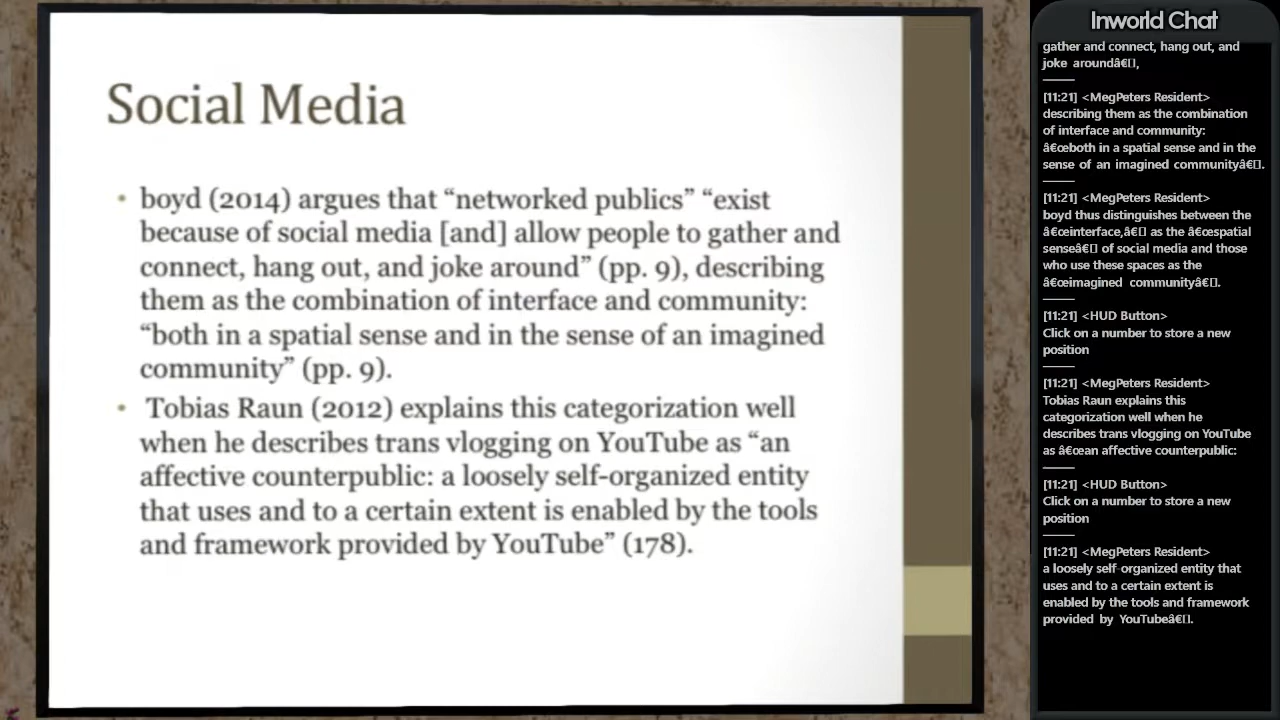 Social Media
• boyd (2014) argues that “networked publics” “exist
because of social media [and] allow people to gather and
connect, hang out, and joke around” (pp. 9), describing
them as the combination of interface and community:
“both in a spatial sense and in the sense of an imagined
community” (pp. 9).
• Tobias Raun (2012) explains this categorization well
when he describes trans vlogging on YouTube as “an
affective counterpublic: a loosely self-organized entity
that uses and to a certain extent is enabled by the tools
and framework provided by YouTube” (178).
Inworld Chat
gather and connect, hang out, and
joke aroundâ€,
[11:21] <MegPeters Resident>
describing them as the combination
of interface and community:
â€œboth in a spatial sense and in the
sense of an imagined communityâ€.
[11:21] <MegPeters Resident>
boyd thus distinguishes between the
â€œinterface,â€ as the â€œspatial
senseâ€ of social media and those
who use these spaces as the
â€œimagined communityâ€.
[11:21] <HUD Button>
Click on a number to store a new
position
[11:21] <MegPeters Resident>
Tobias Raun explains this
categorization well when he
describes trans vlogging on YouTube
as â€œan affective counterpublic:
[11:21] <HUD Button>
Click on a number to store a new
position
[11:21] <MegPeters Resident>
a loosely self-organized entity that
uses and to a certain extent is
enabled by the tools and framework
provided by YouTubeâ€.